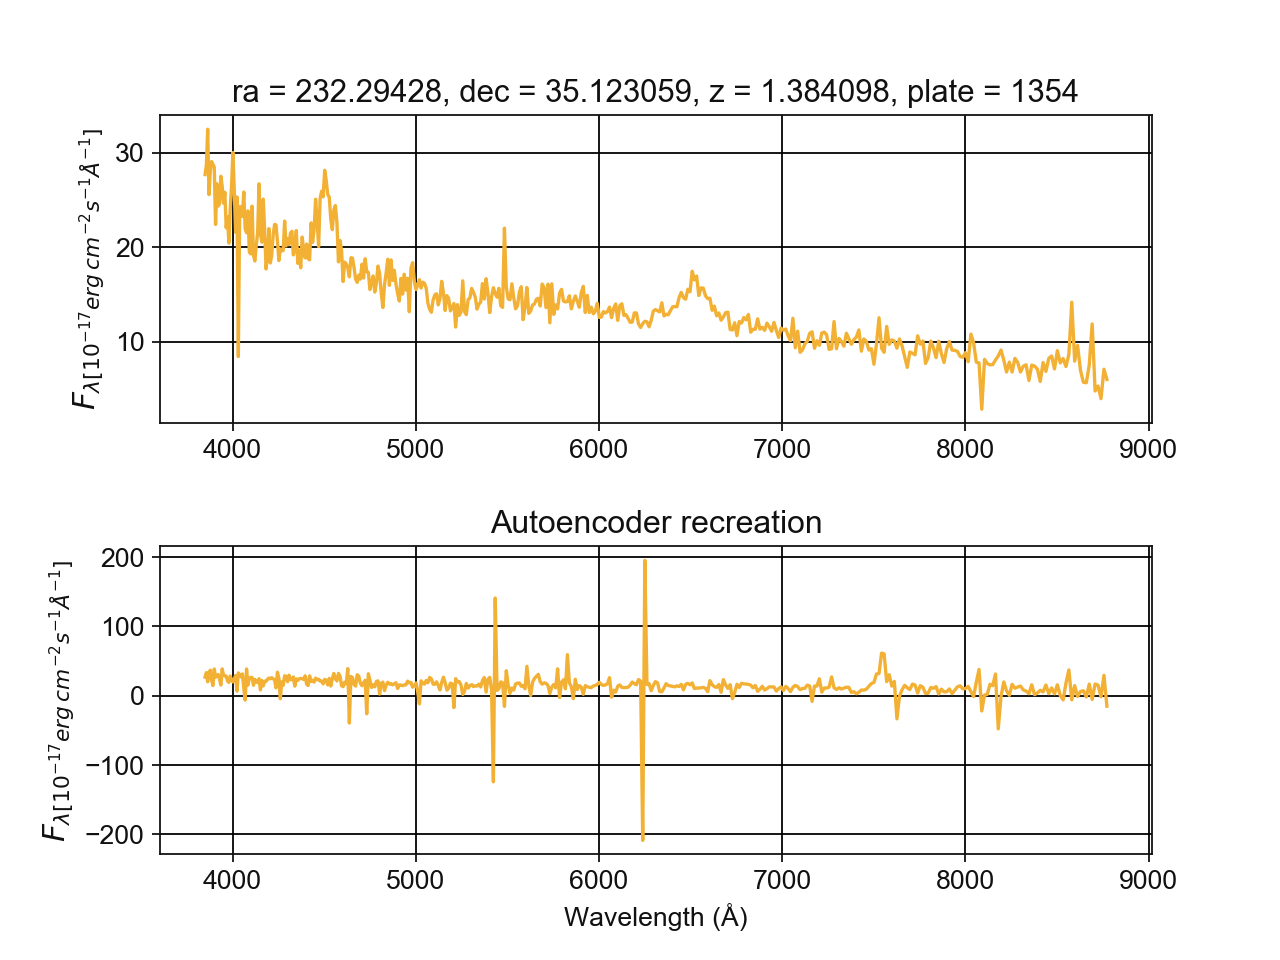 ra = 232.29428, dec = 35.123059, z = 1.384098, plate = 1354
F_λ[10^−17 erg cm^−2 s^−1 Å^−1]
30
20
10
4000 5000 6000 7000 8000 9000
Autoencoder recreation
F_λ[10^−17 erg cm^−2 s^−1 Å^−1]
200
100
0
−100
−200
4000 5000 6000 7000 8000 9000
Wavelength (Å)